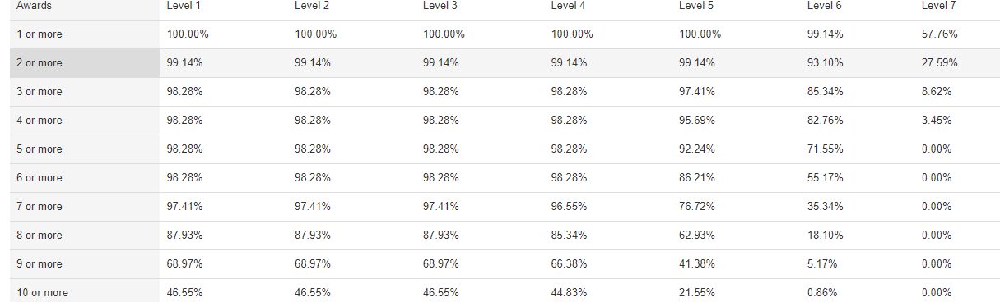 Awards Level 1 Level 2 Level 3 Level 4 Level 5 Level 6 Level 7
1 or more 100.00% 100.00% 100.00% 100.00% 100.00% 99.14% 57.76%
2 or more 99.14% 99.14% 99.14% 99.14% 99.14% 93.10% 27.59%
3 or more 98.28% 98.28% 98.28% 98.28% 97.41% 85.34% 8.62%
4 or more 98.28% 98.28% 98.28% 98.28% 95.69% 82.76% 3.45%
5 or more 98.28% 98.28% 98.28% 98.28% 92.24% 71.55% 0.00%
6 or more 98.28% 98.28% 98.28% 98.28% 86.21% 55.17% 0.00%
7 or more 97.41% 97.41% 97.41% 96.55% 76.72% 35.34% 0.00%
8 or more 87.93% 87.93% 87.93% 85.34% 62.93% 18.10% 0.00%
9 or more 68.97% 68.97% 68.97% 66.38% 41.38% 5.17% 0.00%
10 or more 46.55% 46.55% 46.55% 44.83% 21.55% 0.86% 0.00%